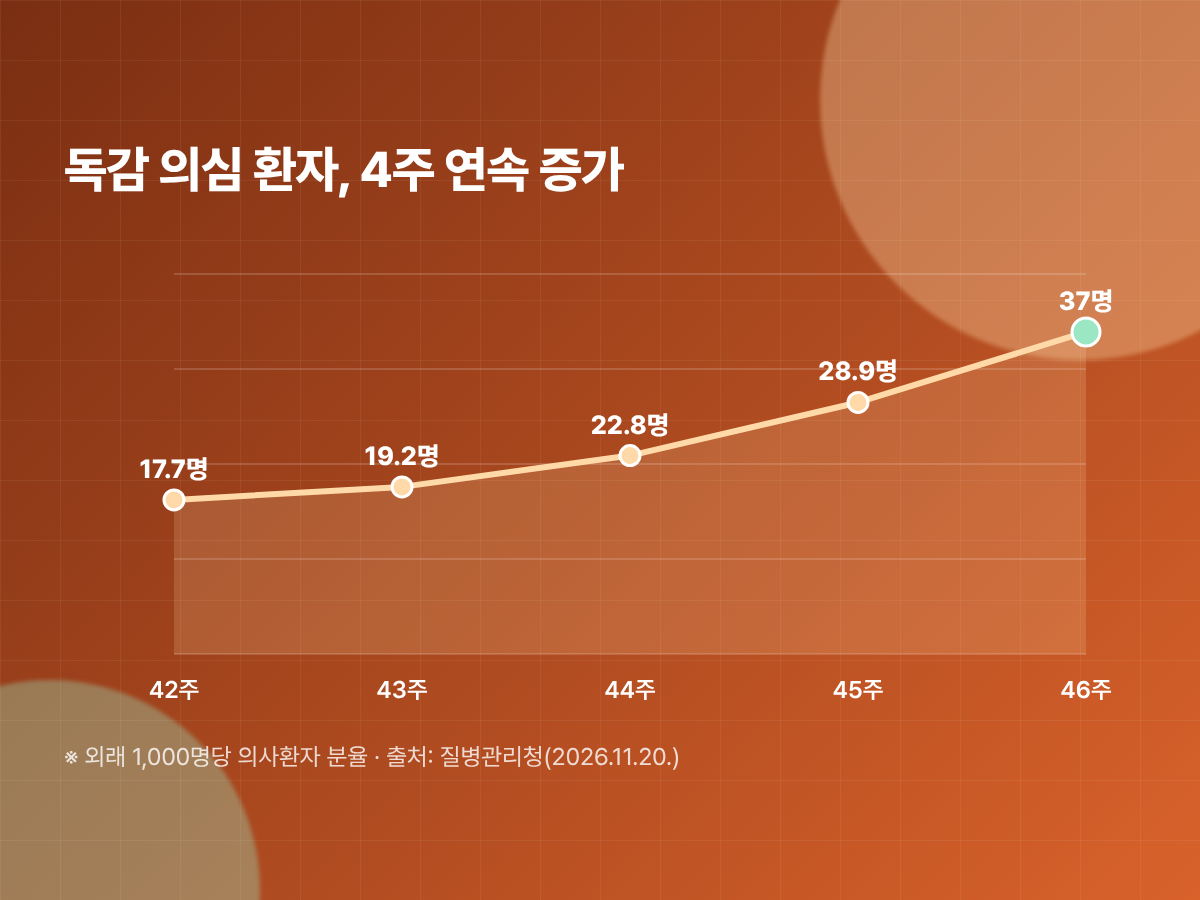 독감 의심 환자, 4주 연속 증가
37명
28.9명
22.8명
19.2명
17.7명
42주 43주 44주 45주 46주
※ 외래 1,000명당 의사환자 분율 · 출처: 질병관리청(2026.11.20.)